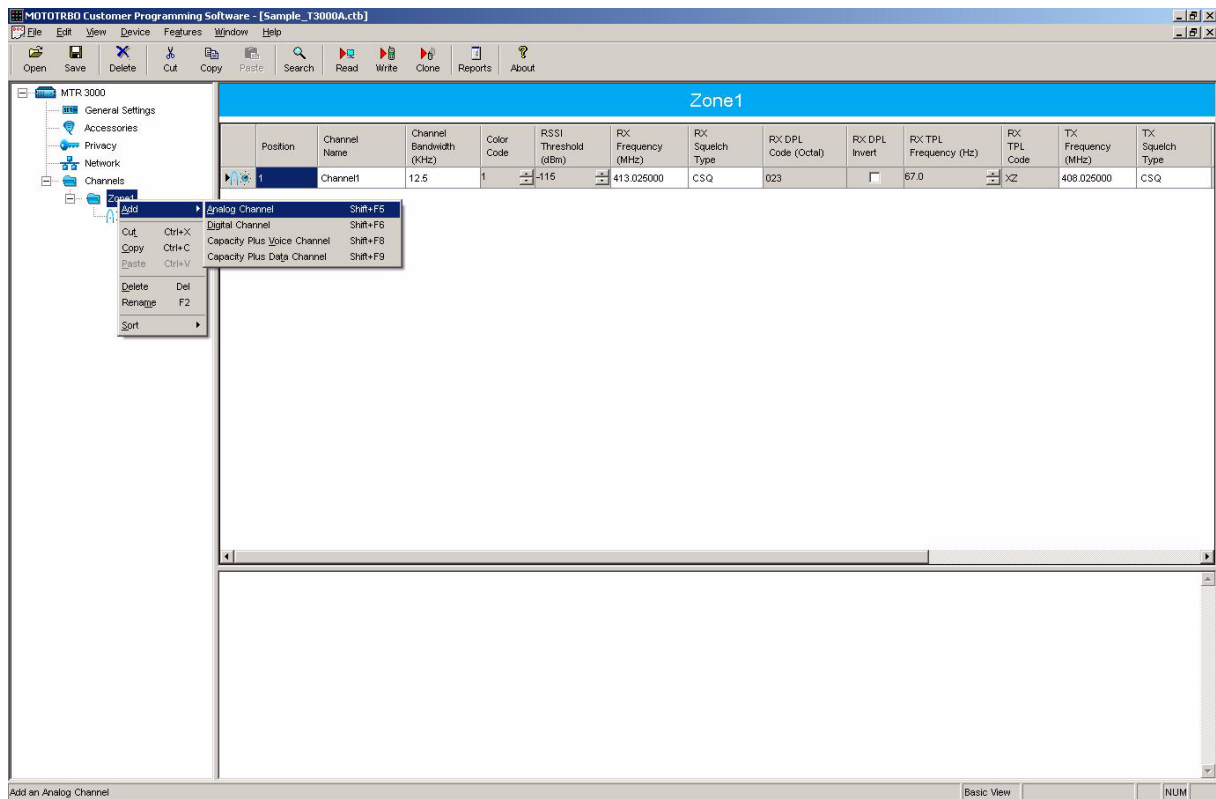 MOTOTRBO Customer Programming Software - [Sample_T3000A.ctb]
File Edit View Device Features Window Help
Open Save Delete Cut Copy Paste Search Read Write Clone Reports About
MTR 3000
General Settings
Accessories
Privacy
Network
Channels
Zone1
Add
Cut Ctrl+X
Copy Ctrl+C
Paste Ctrl+V
Delete Del
Rename F2
Sort
Analog Channel Shift+F5
Digital Channel Shift+F6
Capacity Plus Voice Channel Shift+F8
Capacity Plus Data Channel Shift+F9
Zone1
Position
Channel Name
Channel Bandwidth (KHz)
Color Code
RSSI Threshold (dBm)
RX Frequency (MHz)
RX Squelch Type
RX DPL Code (Octal)
RX DPL Invert
RX TPL Frequency (Hz)
RX TPL Code
TX Frequency (MHz)
TX Squelch Type
1 Channel1 12.5 1 -115 413.025000 CSQ 023 67.0 XZ 408.025000 CSQ
Add an Analog Channel
Basic View
NUM